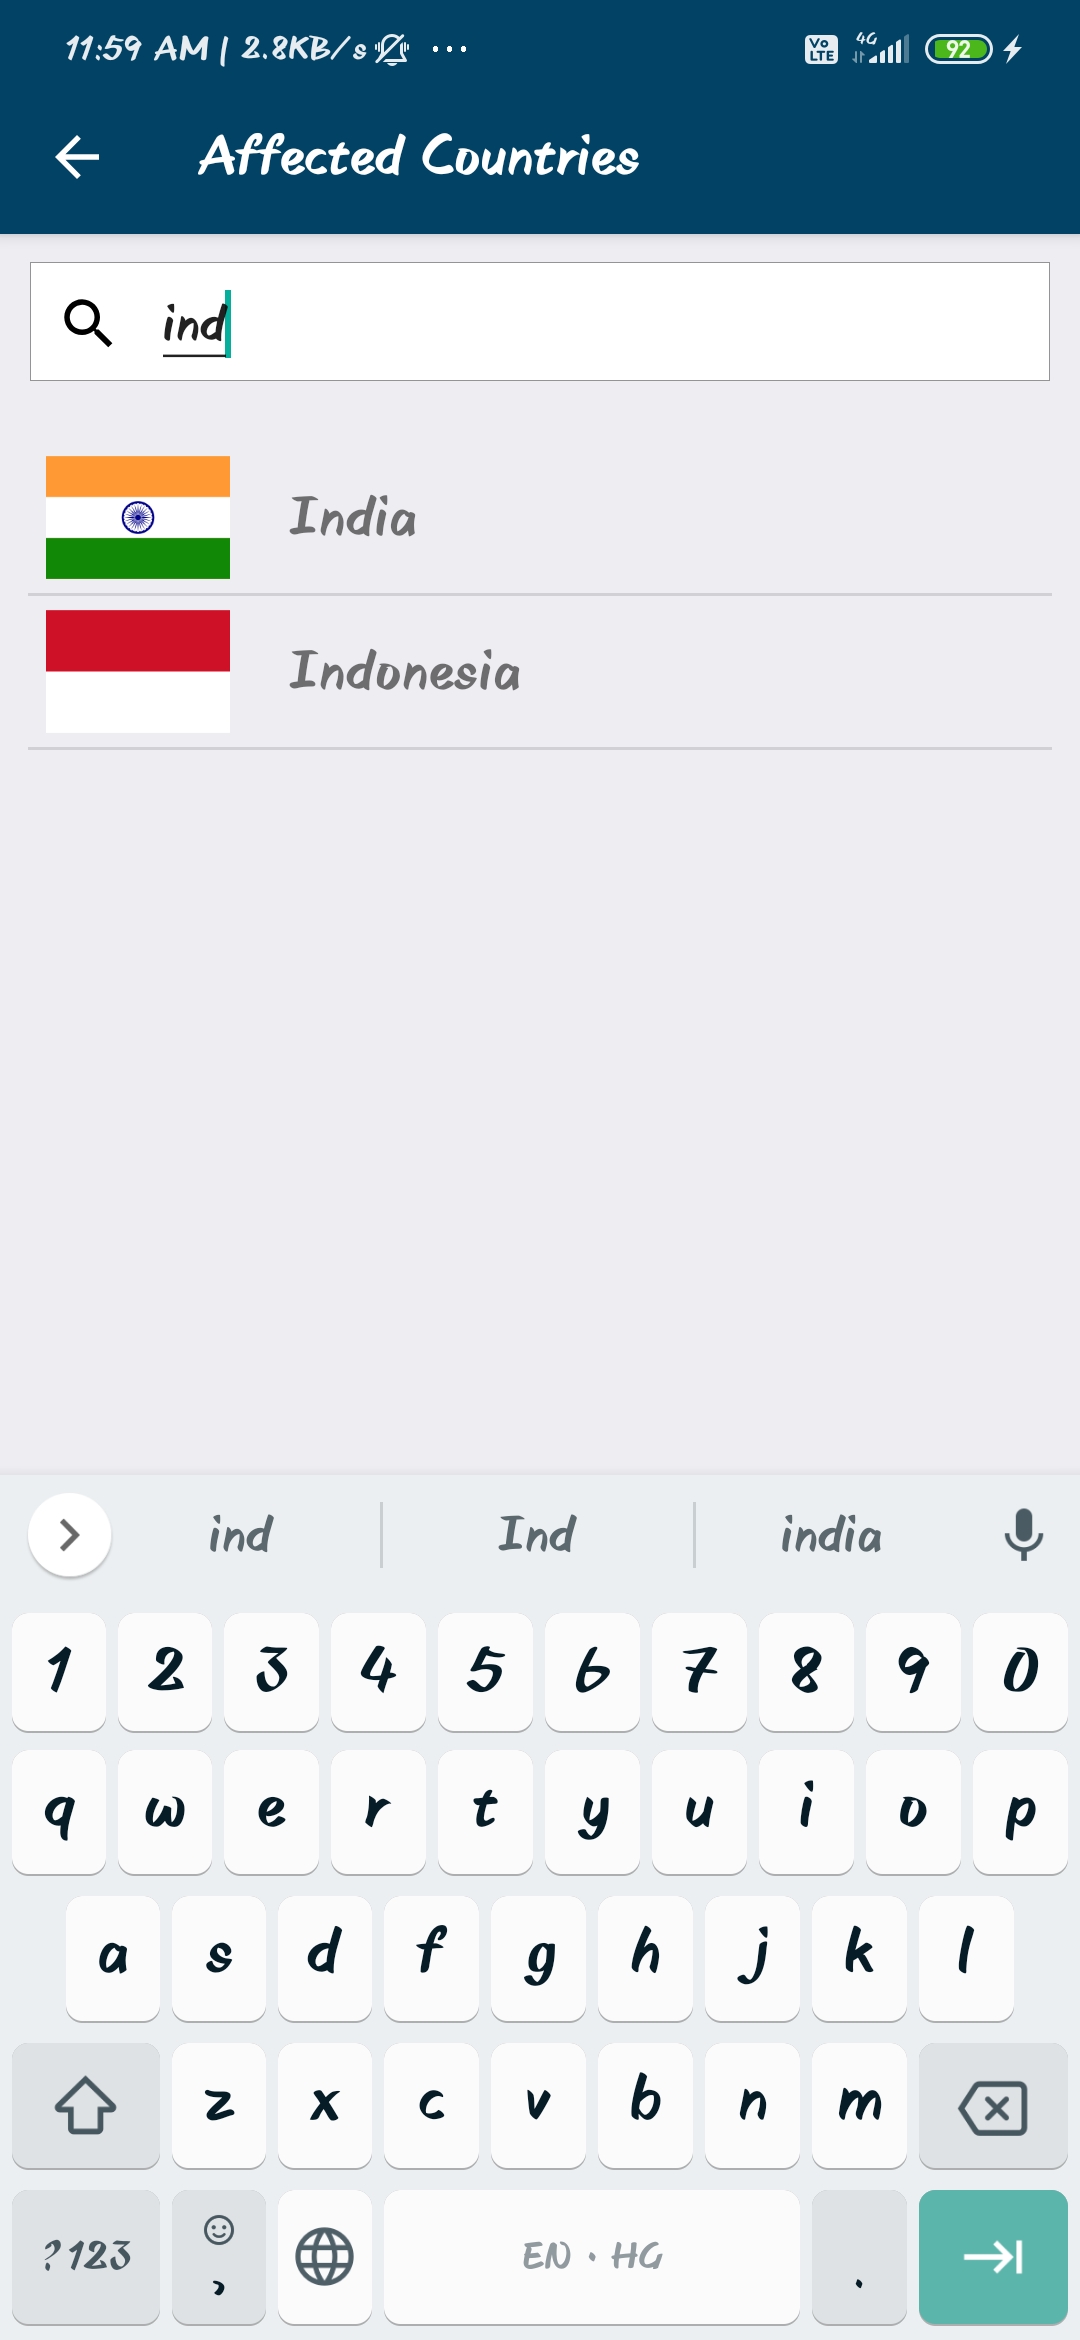 11:59 AM | 2.8KB/s ...
Vo LTE 4G 92
Affected Countries
ind
India
Indonesia
ind Ind india
1 2 3 4 5 6 7 8 9 0
q w e r t y u i o p
a s d f g h j k l
z x c v b n m
?123 , EN • HG .